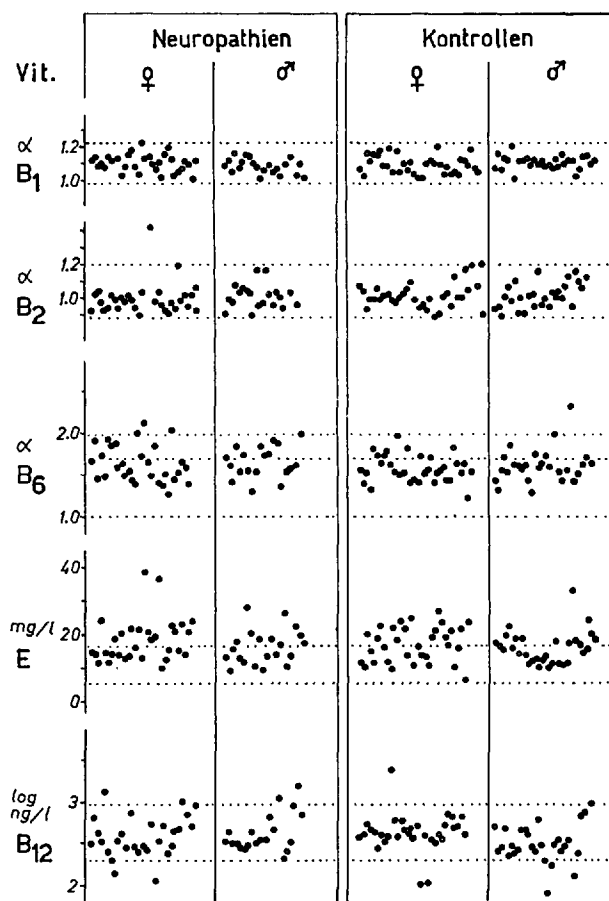 Neuropathien Kontrollen
Vit. ♀ ♂ ♀ ♂
α
B1
1.2
1.0
α
B2
1.2
1.0
α
B6
2.0
1.0
mg/l
E
40
20
0
log
ng/l
B12
3
2